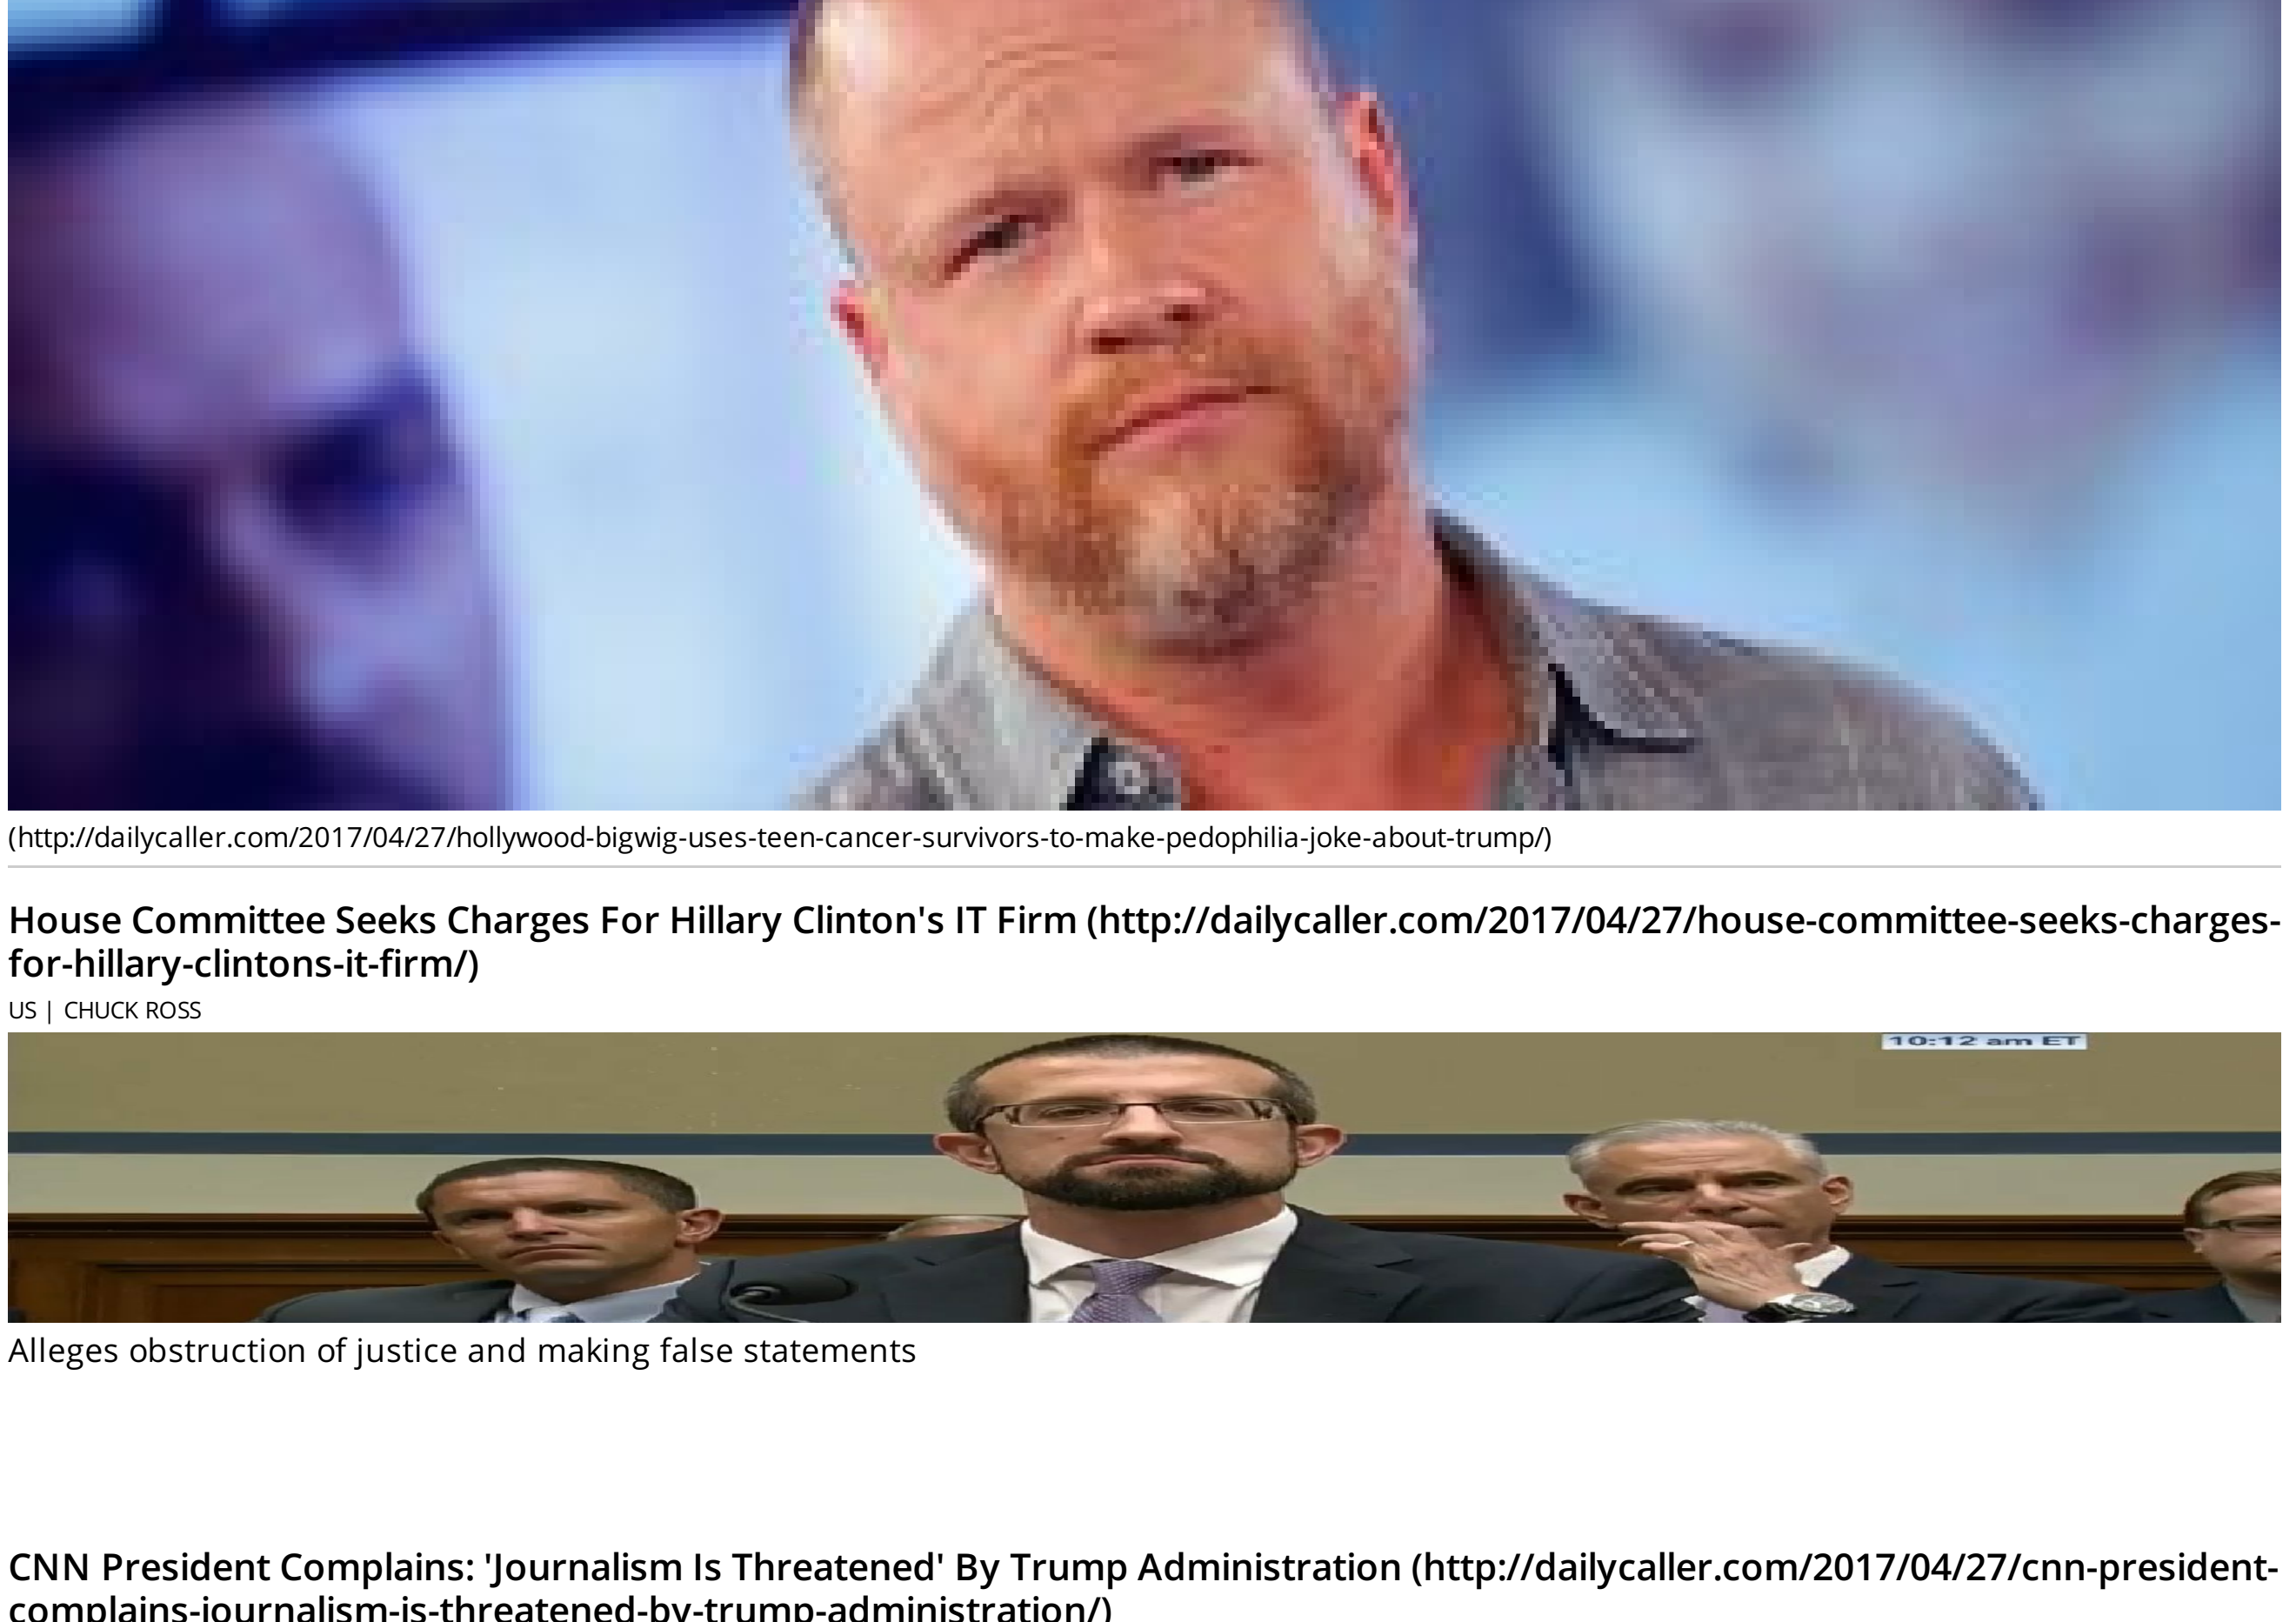 (http://dailycaller.com/2017/04/27/hollywood-bigwig-uses-teen-cancer-survivors-to-make-pedophilia-joke-about-trump/)
House Committee Seeks Charges For Hillary Clinton's IT Firm (http://dailycaller.com/2017/04/27/house-committee-seeks-charges-
for-hillary-clintons-it-firm/)
US | CHUCK ROSS
10:12 am ET
Alleges obstruction of justice and making false statements
CNN President Complains: 'Journalism Is Threatened' By Trump Administration (http://dailycaller.com/2017/04/27/cnn-president-
complains-journalism-is-threatened-by-trump-administration/)